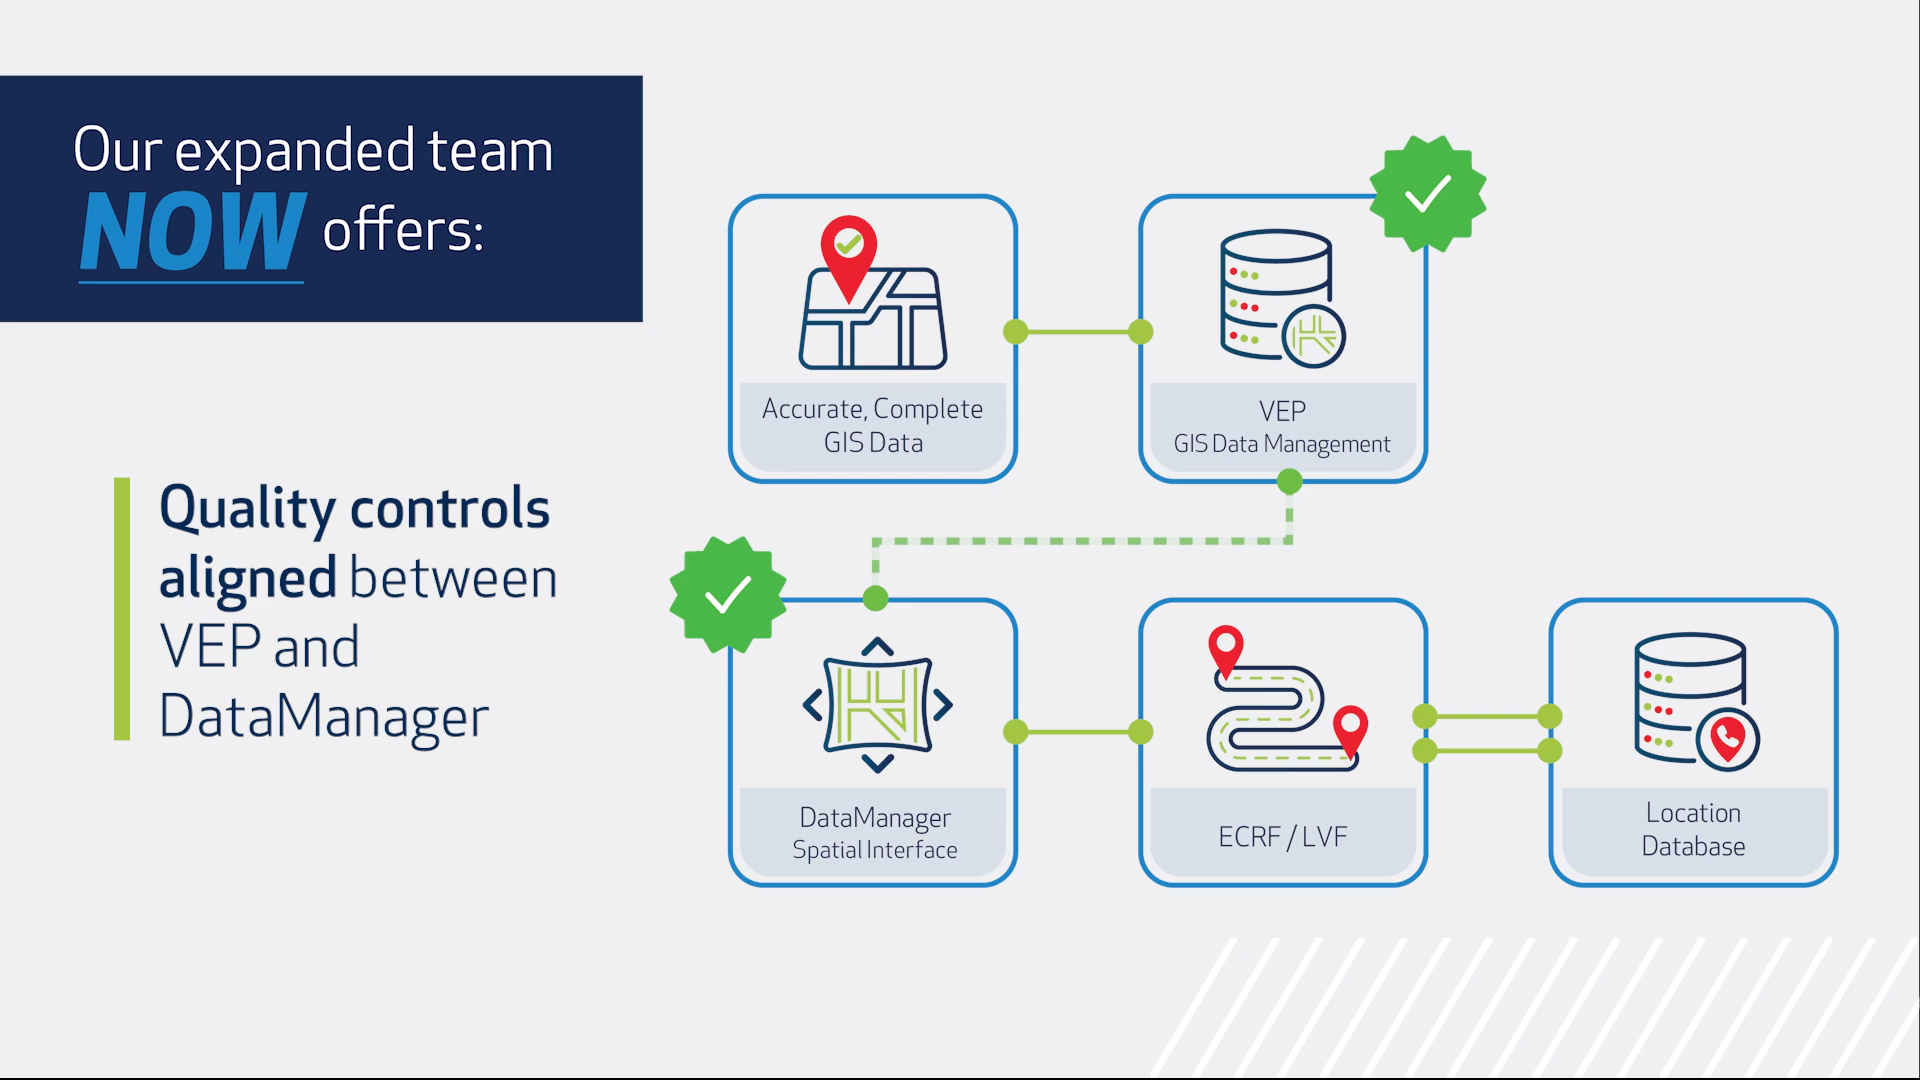 Our expanded team
NOW offers:
Quality controls
aligned between
VEP and
DataManager
Accurate, Complete
GIS Data
VEP
GIS Data Management
DataManager
Spatial Interface
ECRF / LVF
Location
Database